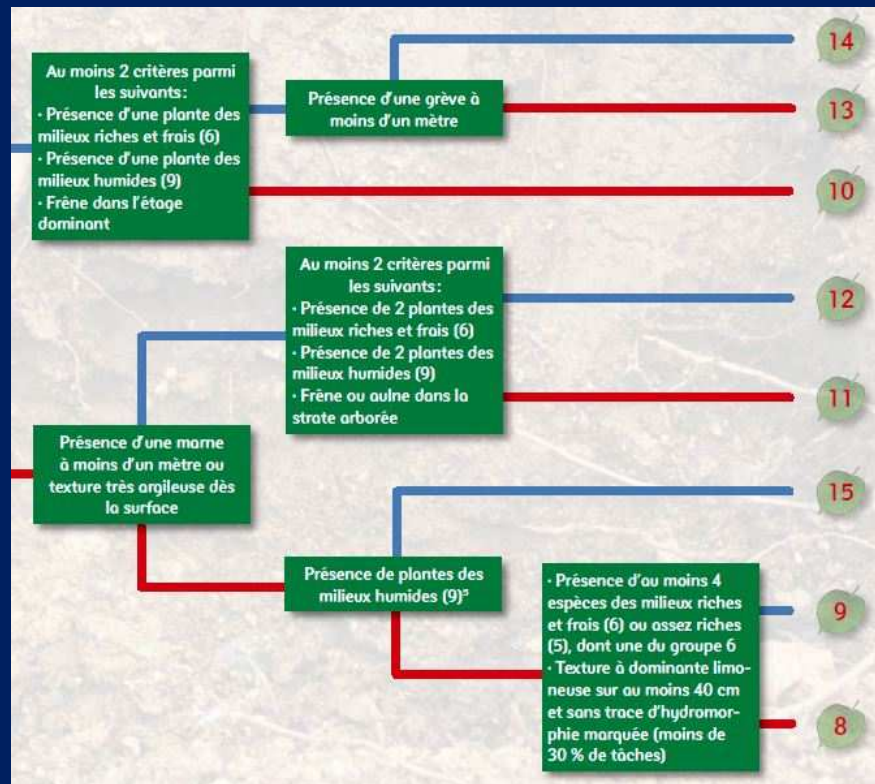 Au moins 2 critères parmi
les suivants :
· Présence d'une plante des
milieux riches et frais (6)
· Présence d'une plante des
milieux humides (9)
· Frêne dans l'étage
dominant
Présence d'une grève à
moins d'un mètre
14
13
10
Au moins 2 critères parmi
les suivants :
· Présence de 2 plantes des
milieux riches et frais (6)
· Présence de 2 plantes des
milieux humides (9)
· Frêne ou aulne dans la
strate arborée
12
11
Présence d'une marne
à moins d'un mètre ou
texture très argileuse dès
la surface
15
Présence de plantes des
milieux humides (9)⁵
· Présence d'au moins 4
espèces des milieux riches
et frais (6) ou assez riches
(5), dont une du groupe 6
· Texture à dominante limo-
neuse sur au moins 40 cm
et sans trace d'hydromor-
phie marquée (moins de
30 % de tâches)
9
8